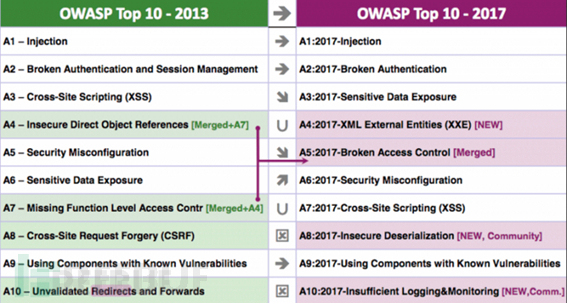 OWASP Top 10 - 2013 OWASP Top 10 - 2017
A1 – Injection A1:2017-Injection
A2 – Broken Authentication and Session Management A2:2017-Broken Authentication
A3 – Cross-Site Scripting (XSS) A3:2017-Sensitive Data Exposure
A4 – Insecure Direct Object References [Merged+A7] A4:2017-XML External Entities (XXE) [NEW]
A5 – Security Misconfiguration A5:2017-Broken Access Control [Merged]
A6 – Sensitive Data Exposure A6:2017-Security Misconfiguration
A7 – Missing Function Level Access Contr [Merged+A4] A7:2017-Cross-Site Scripting (XSS)
A8 – Cross-Site Request Forgery (CSRF) A8:2017-Insecure Deserialization [NEW, Community]
A9 – Using Components with Known Vulnerabilities A9:2017-Using Components with Known Vulnerabilities
A10 – Unvalidated Redirects and Forwards A10:2017-Insufficient Logging&Monitoring [NEW,Comm.]